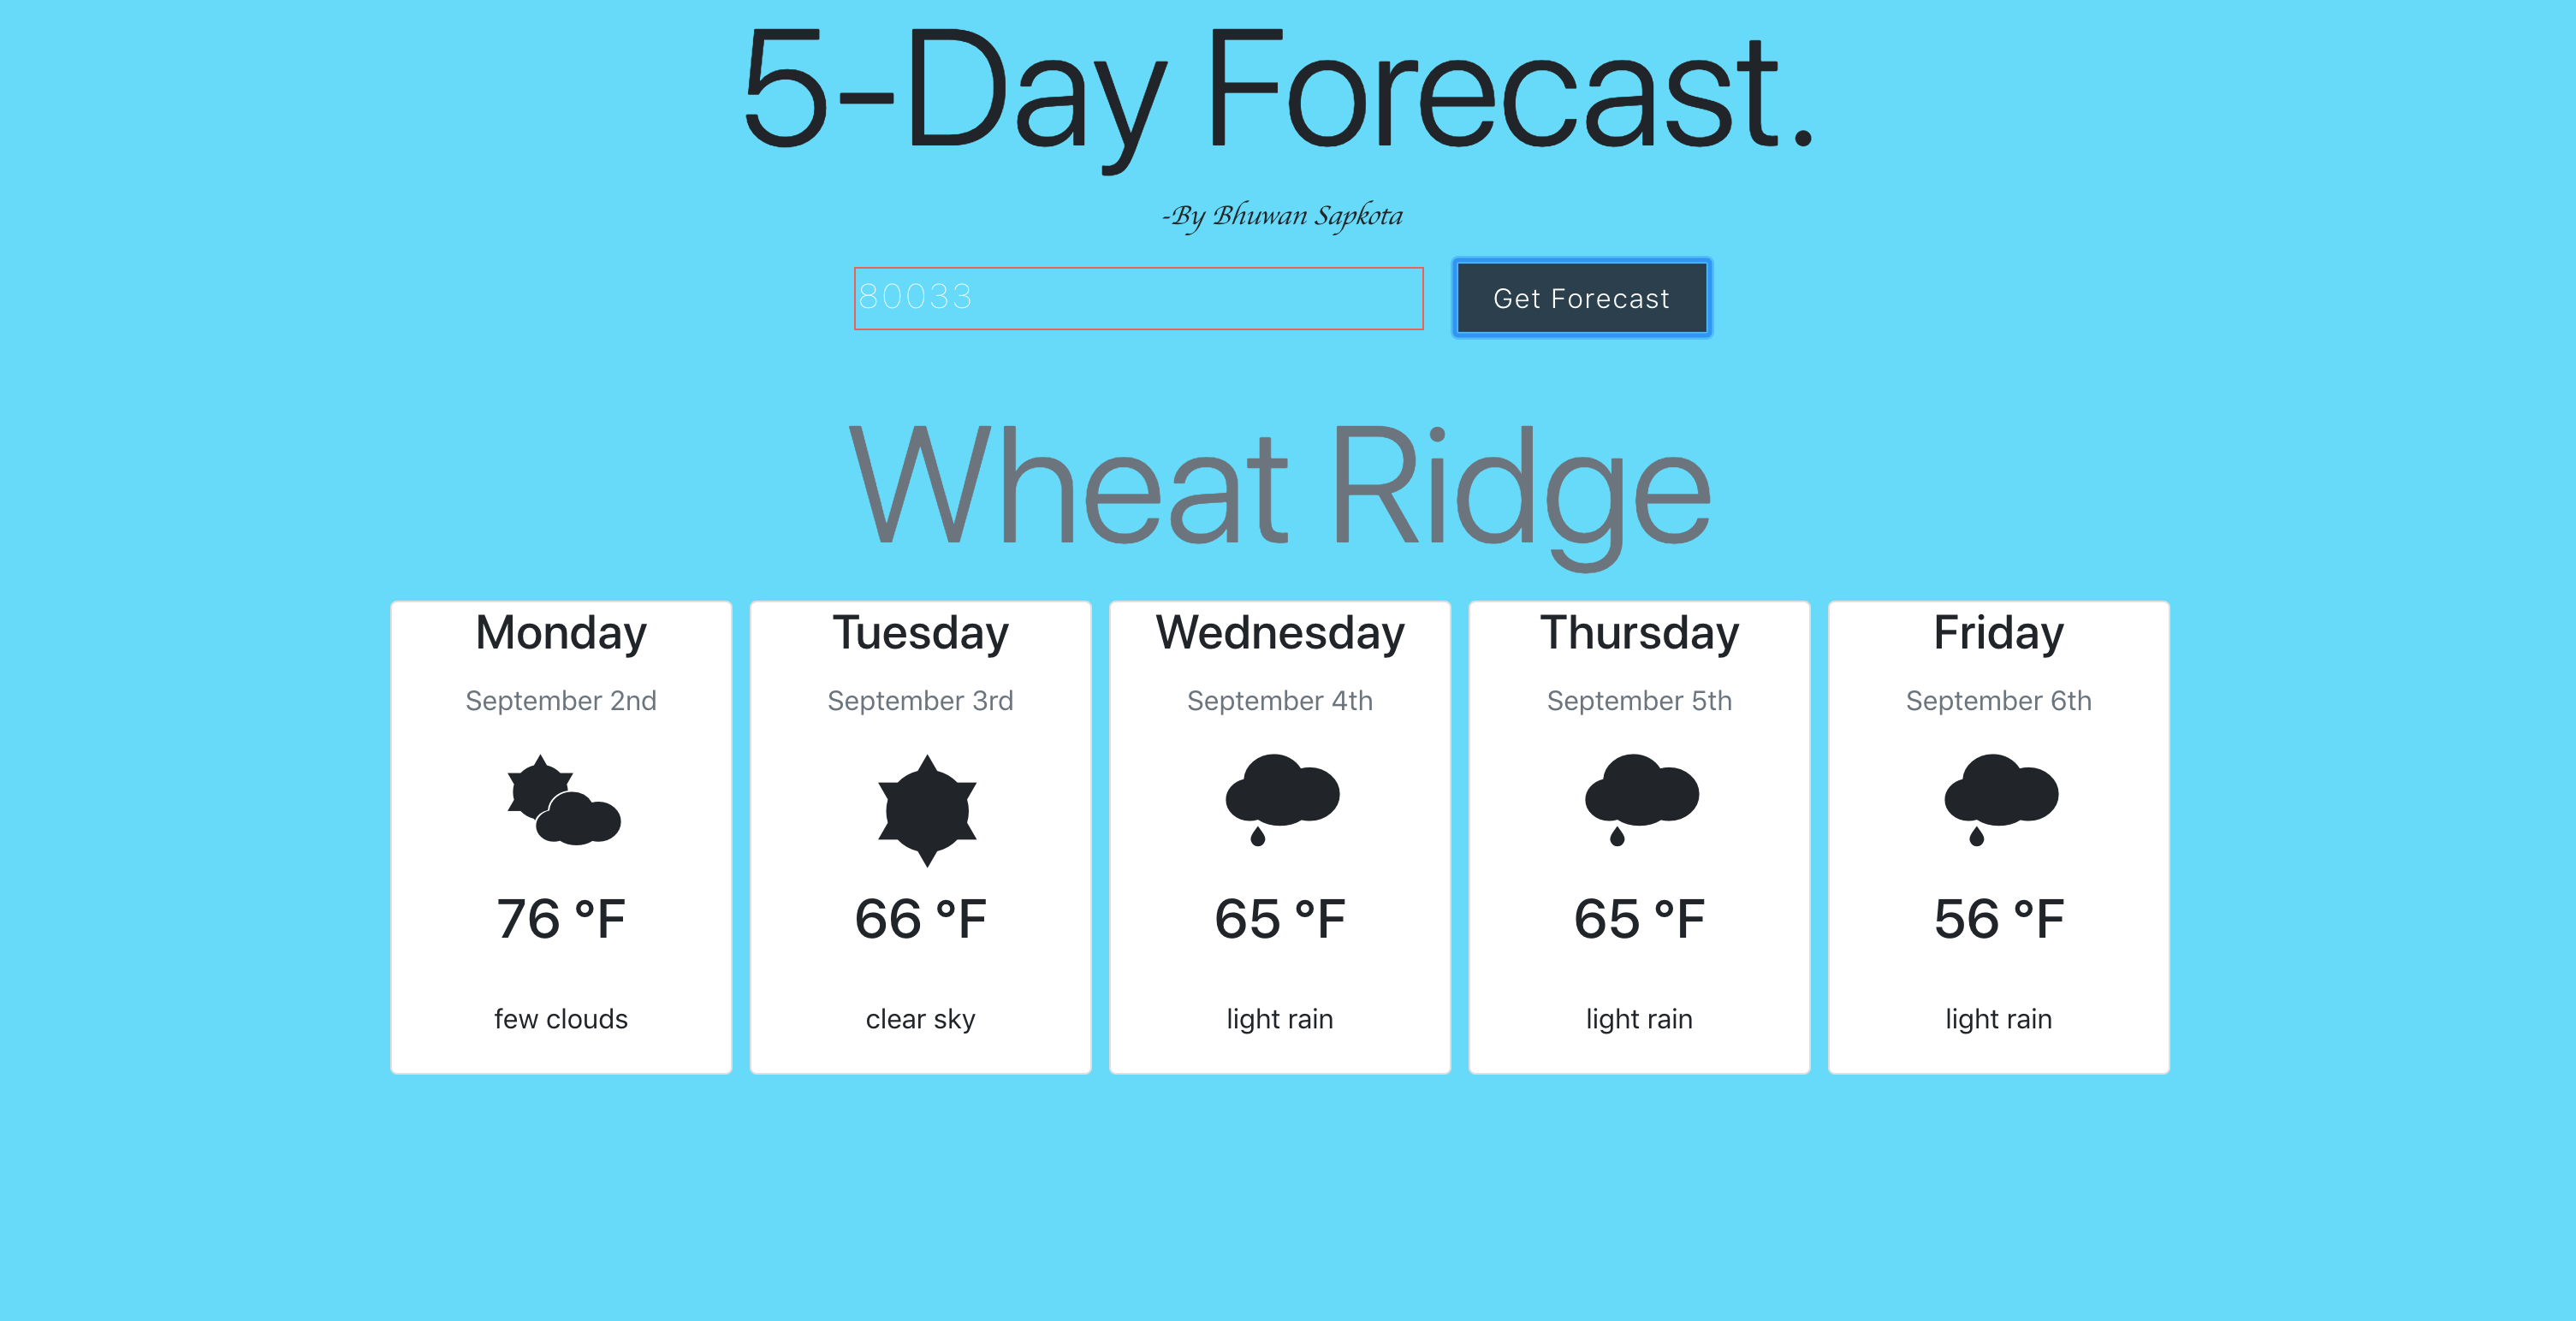 5-Day Forecast.
-By Bhuwan Sapkota
80033 Get Forecast
Wheat Ridge
Monday Tuesday Wednesday Thursday Friday
September 2nd September 3rd September 4th September 5th September 6th
76 °F 66 °F 65 °F 65 °F 56 °F
few clouds clear sky light rain light rain light rain